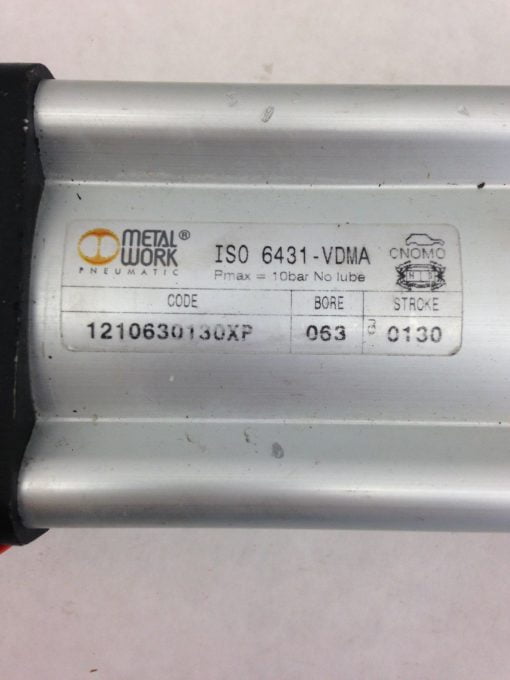 METAL® WORK
PNEUMATIC
ISO 6431-VDMA
Pmax = 10bar No lube
CNOMO
CODE BORE STROKE
1210630130XP 063 0130